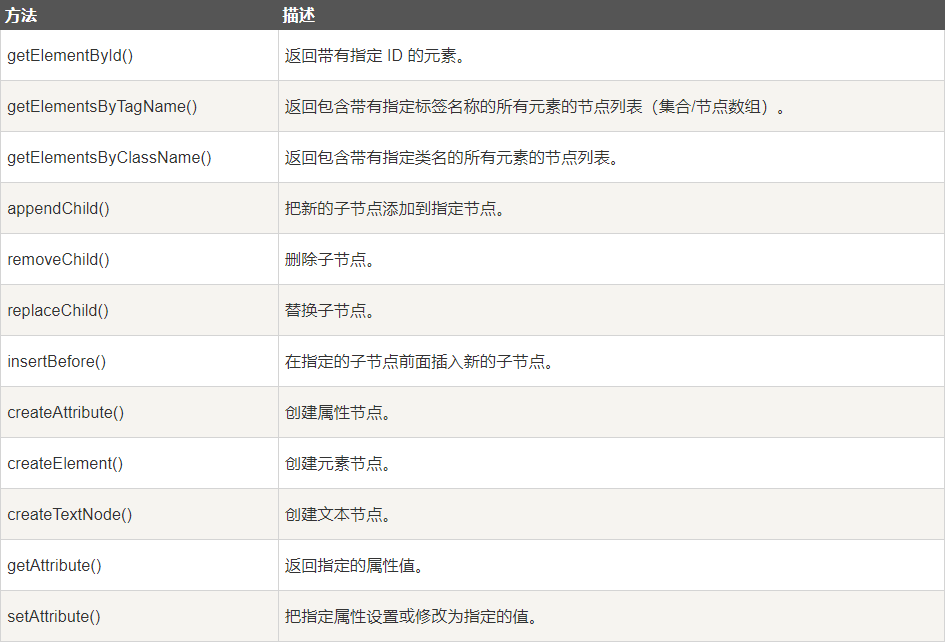 方法 描述
getElementById() 返回带有指定 ID 的元素。
getElementsByTagName() 返回包含带有指定标签名称的所有元素的节点列表（集合/节点数组）。
getElementsByClassName() 返回包含带有指定类名的所有元素的节点列表。
appendChild() 把新的子节点添加到指定节点。
removeChild() 删除子节点。
replaceChild() 替换子节点。
insertBefore() 在指定的子节点前面插入新的子节点。
createAttribute() 创建属性节点。
createElement() 创建元素节点。
createTextNode() 创建文本节点。
getAttribute() 返回指定的属性值。
setAttribute() 把指定属性设置或修改为指定的值。